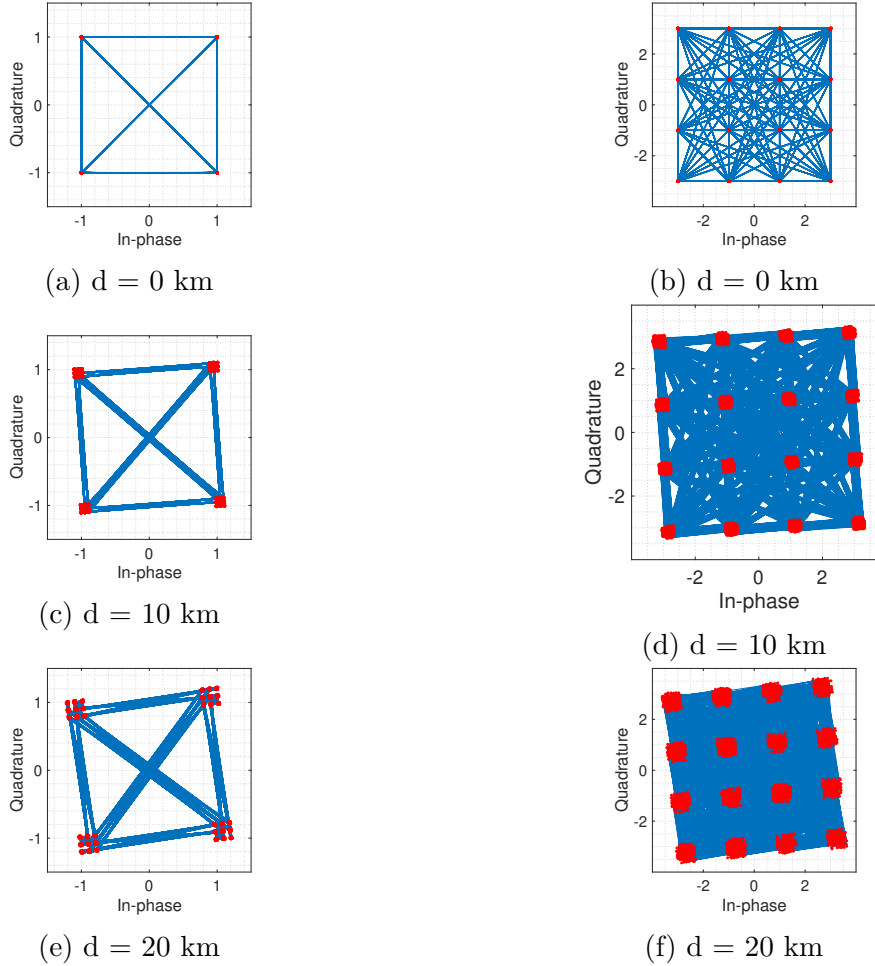 Quadrature
1
0
-1
-1 0 1
In-phase
(a) d = 0 km
Quadrature
2
0
-2
-2 0 2
In-phase
(b) d = 0 km
Quadrature
1
0
-1
-1 0 1
In-phase
(c) d = 10 km
Quadrature
2
0
-2
-2 0 2
In-phase
(d) d = 10 km
Quadrature
1
0
-1
-1 0 1
In-phase
(e) d = 20 km
Quadrature
2
0
-2
-2 0 2
In-phase
(f) d = 20 km